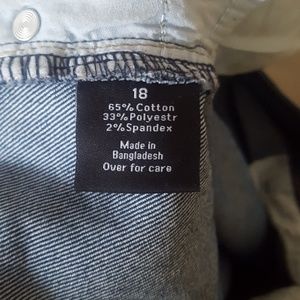 18
65% Cotton
33% Polyestr
2% Spandex
Made in
Bangladesh
Over for care